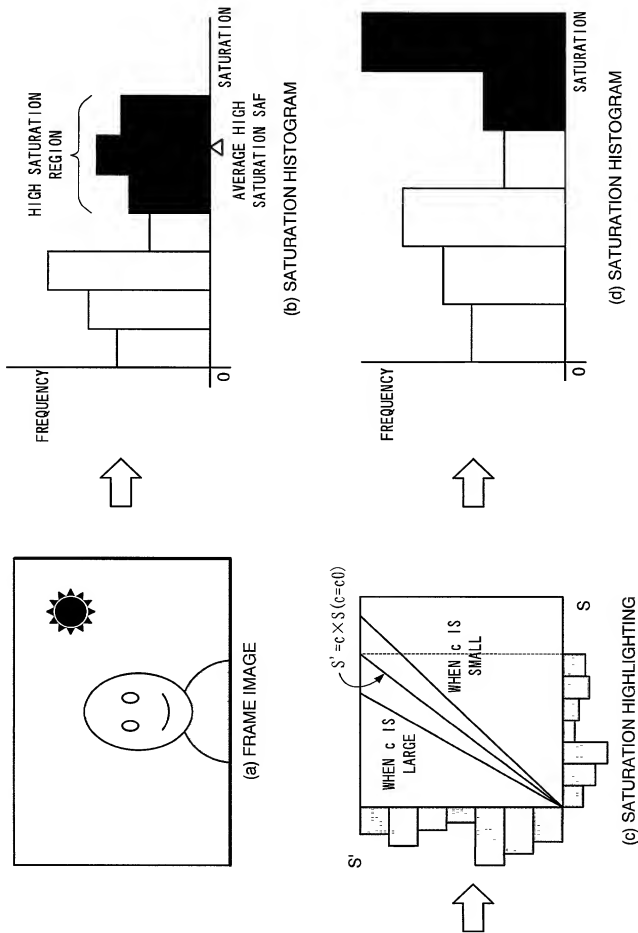 (a) FRAME IMAGE
FREQUENCY
HIGH SATURATION
REGION
0
SATURATION
AVERAGE HIGH
SATURATION SAF
(b) SATURATION HISTOGRAM
S'
S'=c×S(c=c0)
WHEN c IS
LARGE
WHEN c IS
SMALL
S
(c) SATURATION HIGHLIGHTING
FREQUENCY
0
SATURATION
(d) SATURATION HISTOGRAM